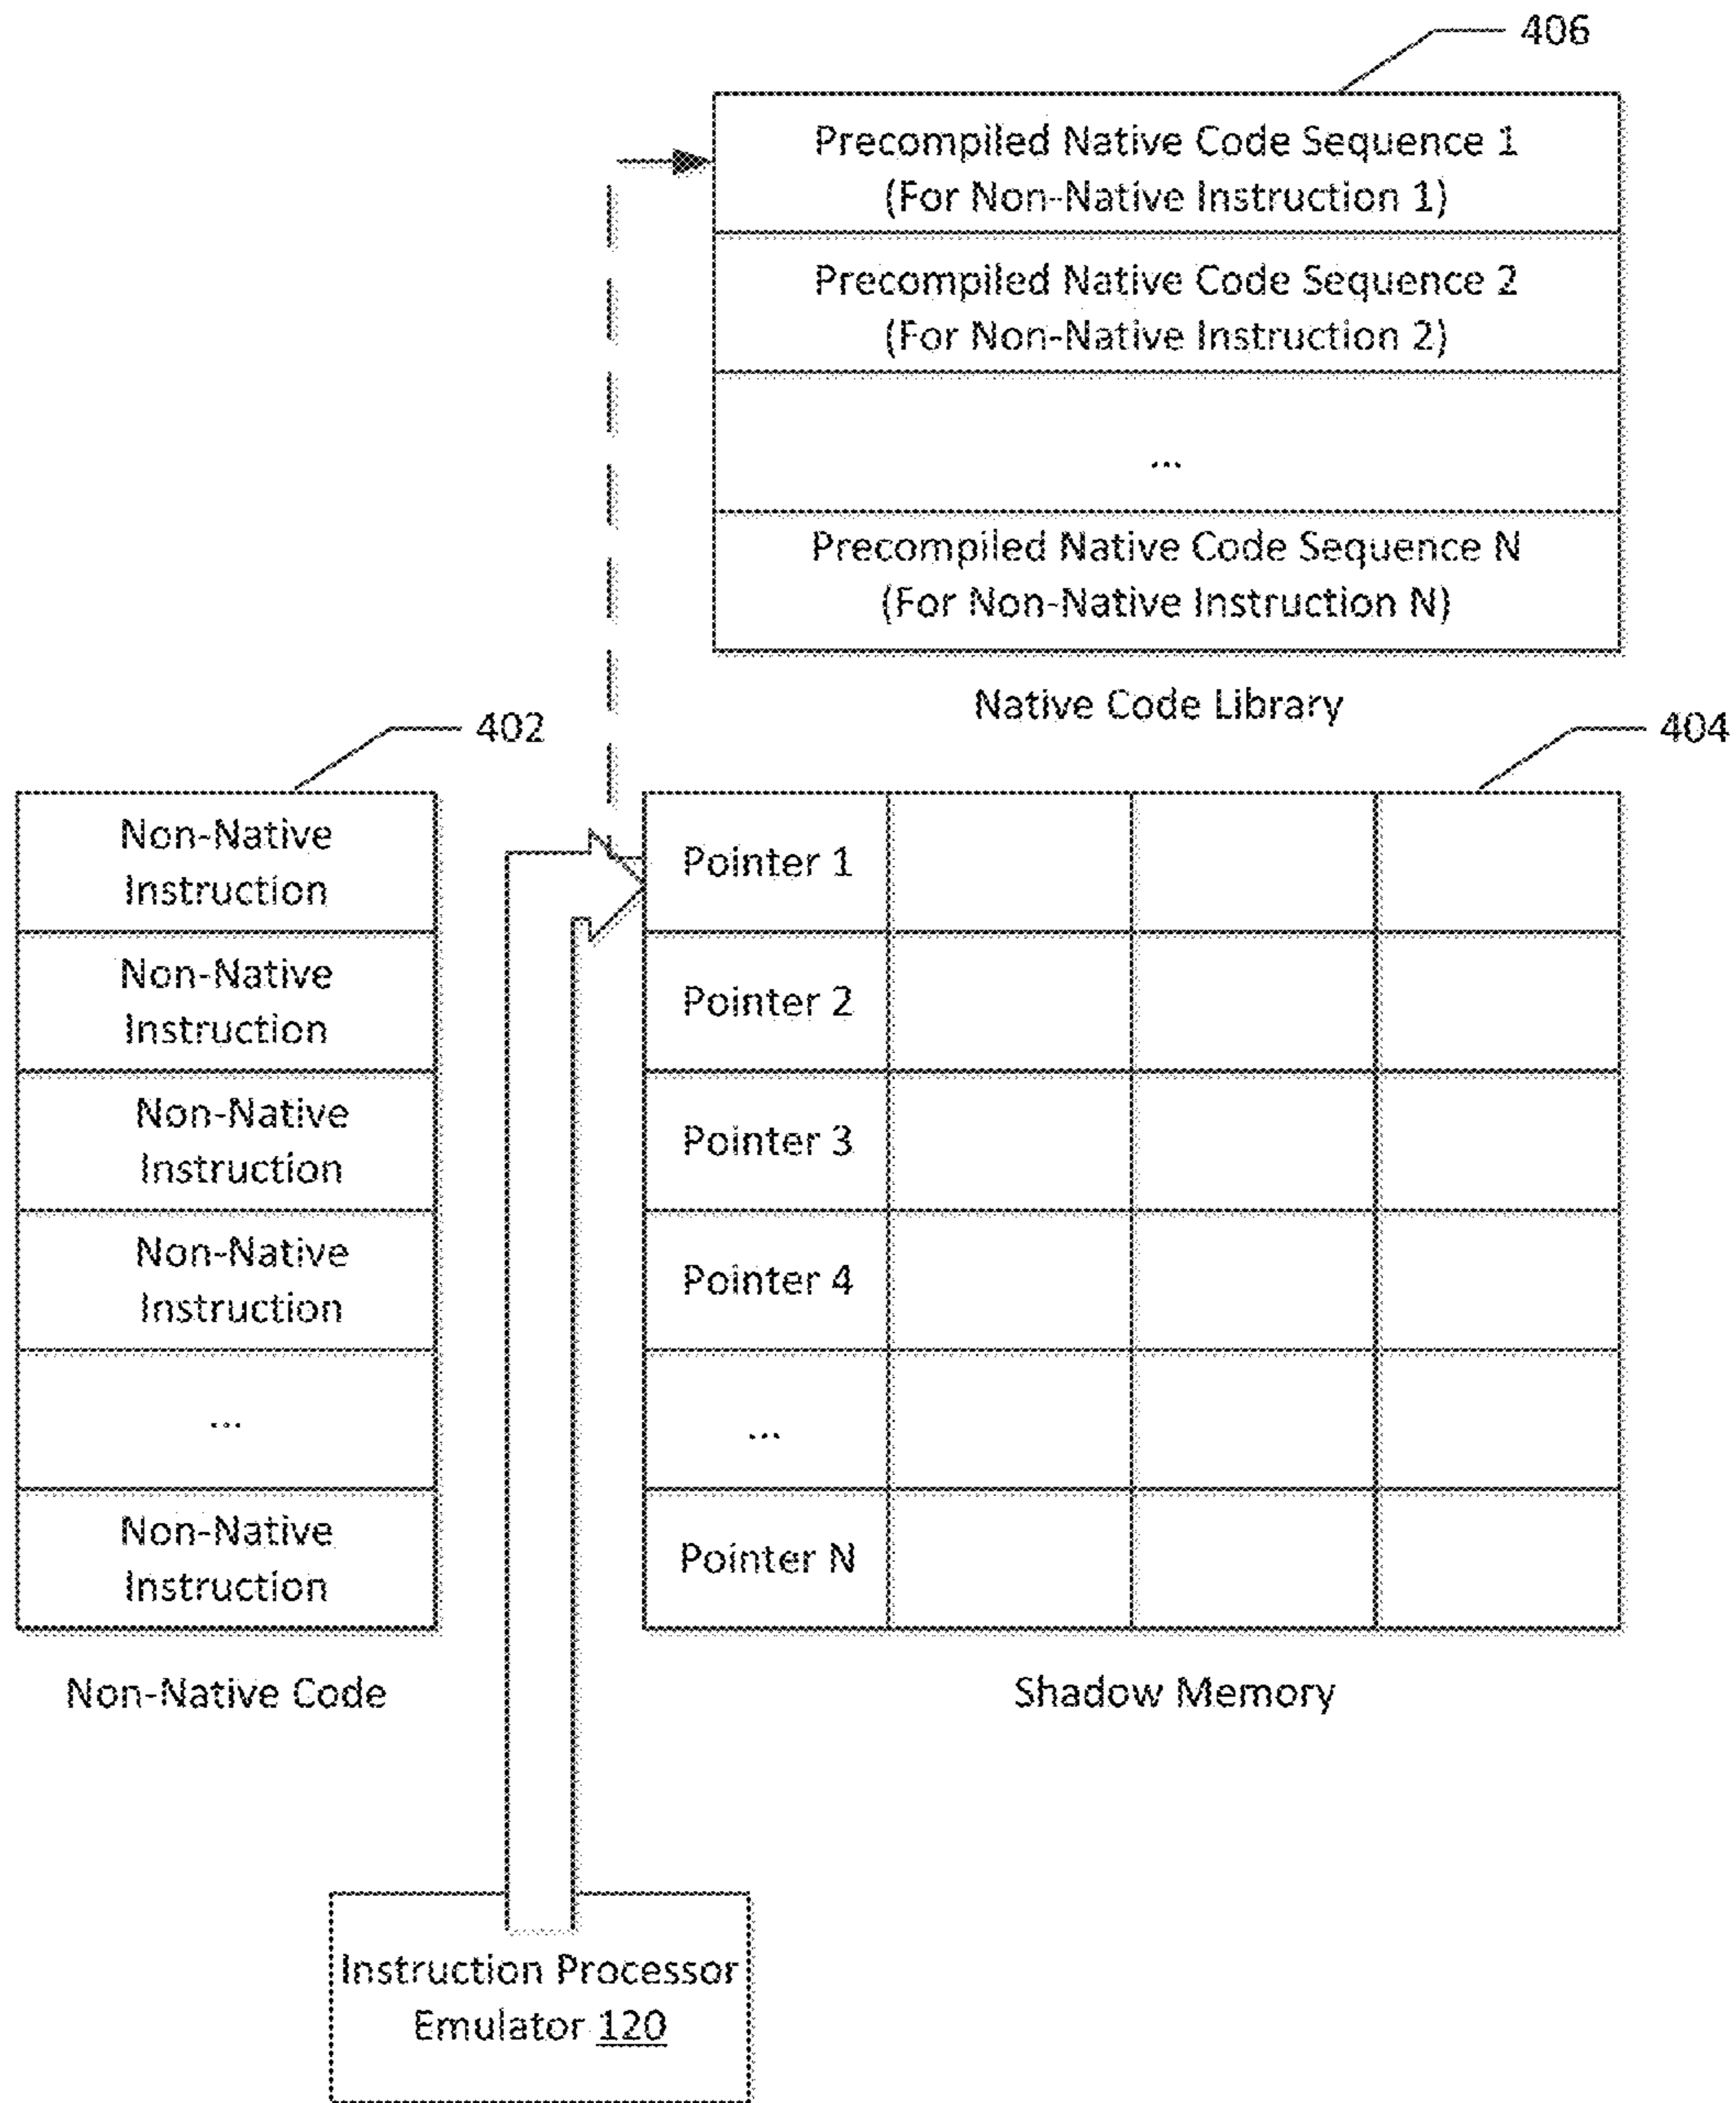 406
Precompiled Native Code Sequence 1
(For Non-Native Instruction 1)
Precompiled Native Code Sequence 2
(For Non-Native Instruction 2)
...
Precompiled Native Code Sequence N
(For Non-Native Instruction N)
Native Code Library
402
Non-Native
Instruction
Non-Native
Instruction
Non-Native
Instruction
Non-Native
Instruction
...
Non-Native
Instruction
Non-Native Code
404
Pointer 1
Pointer 2
Pointer 3
Pointer 4
...
Pointer N
Shadow Memory
Instruction Processor
Emulator 120